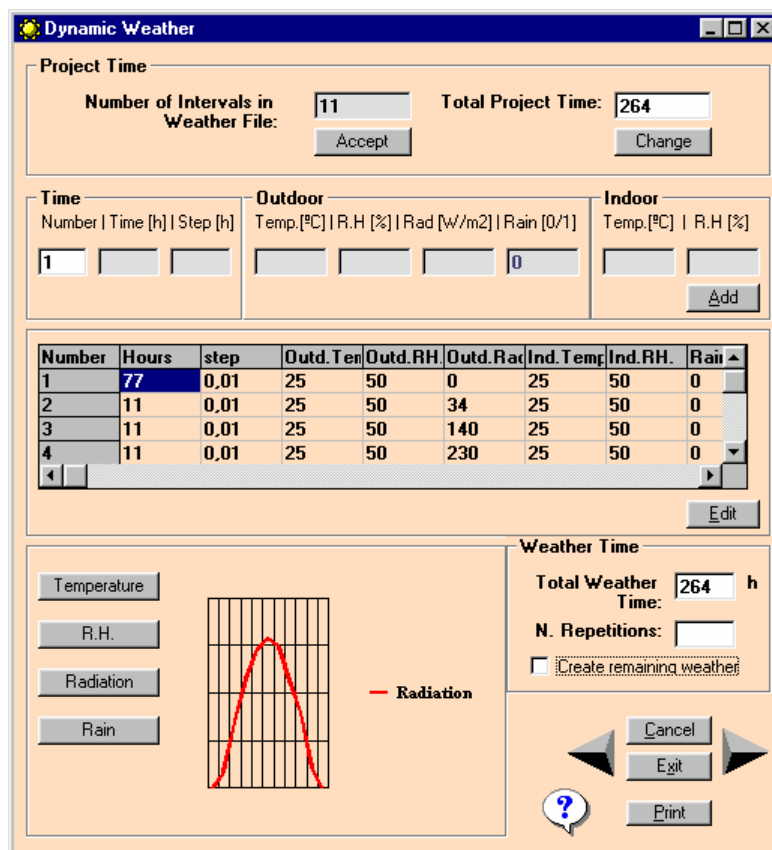 Dynamic Weather
Project Time
Number of Intervals in Weather File: 11 Total Project Time: 264
Accept Change
Time Outdoor Indoor
Number | Time [h] | Step [h] Temp.[ºC] | R.H [%] | Rad [W/m2] | Rain [0/1] Temp.[ºC] | R.H [%]
1 0
Add
Number Hours step Outd.Ten Outd.RH. Outd.Rad Ind.Temp Ind.RH. Rain
1 77 0,01 25 50 0 25 50 0
2 11 0,01 25 50 34 25 50 0
3 11 0,01 25 50 140 25 50 0
4 11 0,01 25 50 230 25 50 0
Edit
Weather Time
Total Weather Time: 264 h
N. Repetitions:
Create remaining weather
Temperature
R.H.
Radiation
Rain
Radiation
Cancel
Exit
?
Print